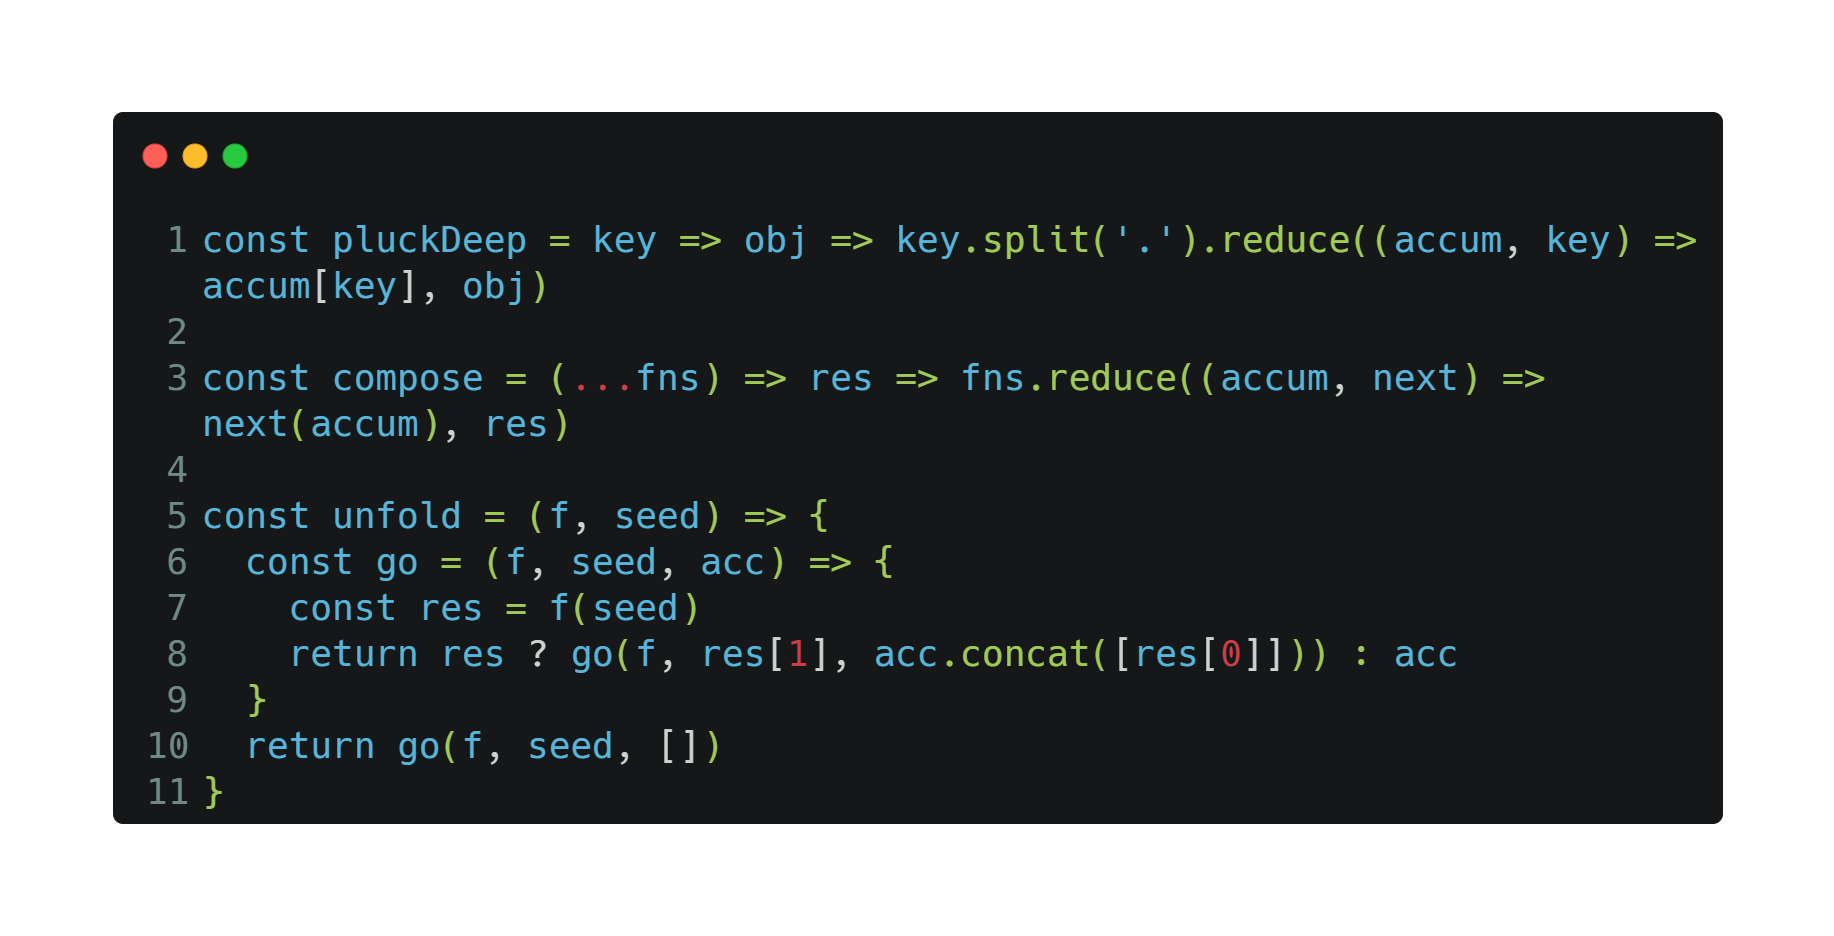 1 const pluckDeep = key => obj => key.split('.').reduce((accum, key) =>
accum[key], obj)
2
3 const compose = (...fns) => res => fns.reduce((accum, next) =>
next(accum), res)
4
5 const unfold = (f, seed) => {
6   const go = (f, seed, acc) => {
7     const res = f(seed)
8     return res ? go(f, res[1], acc.concat([res[0]])) : acc
9   }
10   return go(f, seed, [])
11 }